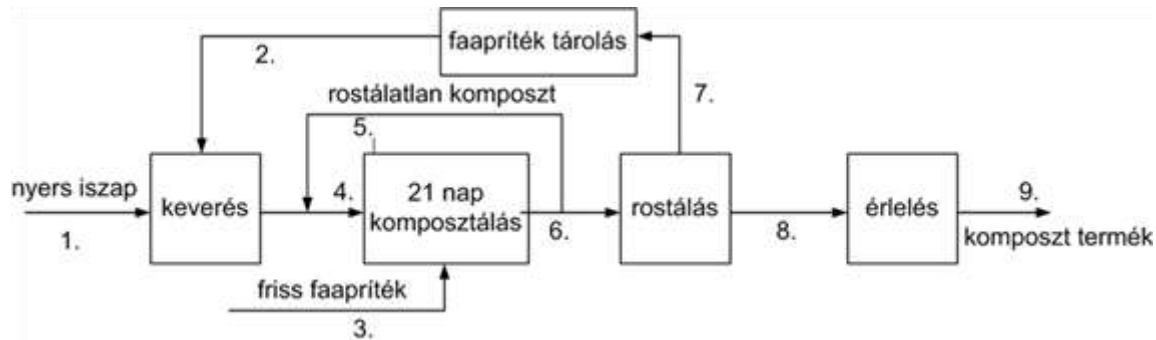 faapríték tárolás
2.
7.
rostálatlan komposzt
5.
nyers iszap
1.
keverés
4.
21 nap
komposztálás
6.
rostálás
8.
érlelés
9.
komposzt termék
friss faapríték
3.